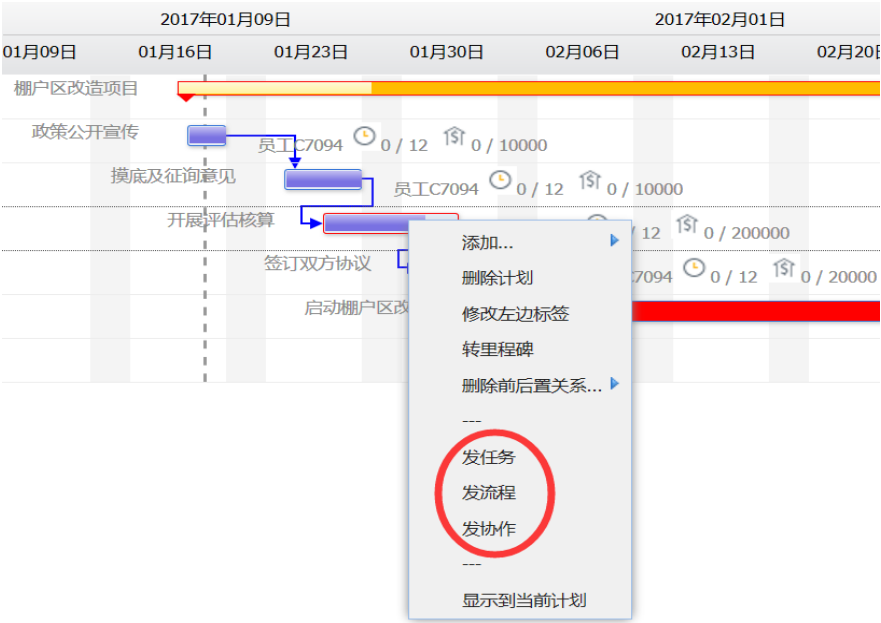 2017年01月09日 2017年02月01日
01月09日 01月16日 01月23日 01月30日 02月06日 02月13日 02月20
棚户区改造项目
政策公开宣传 员工C7094 0 / 12 0 / 10000
摸底及征询意见 员工C7094 0 / 12 0 / 10000
开展评估核算 / 12 0 / 200000
签订双方协议 7094 0 / 12 0 / 20000
启动棚户区改
添加...
删除计划
修改左边标签
转里程碑
删除前后置关系...
---
发任务
发流程
发协作
---
显示到当前计划